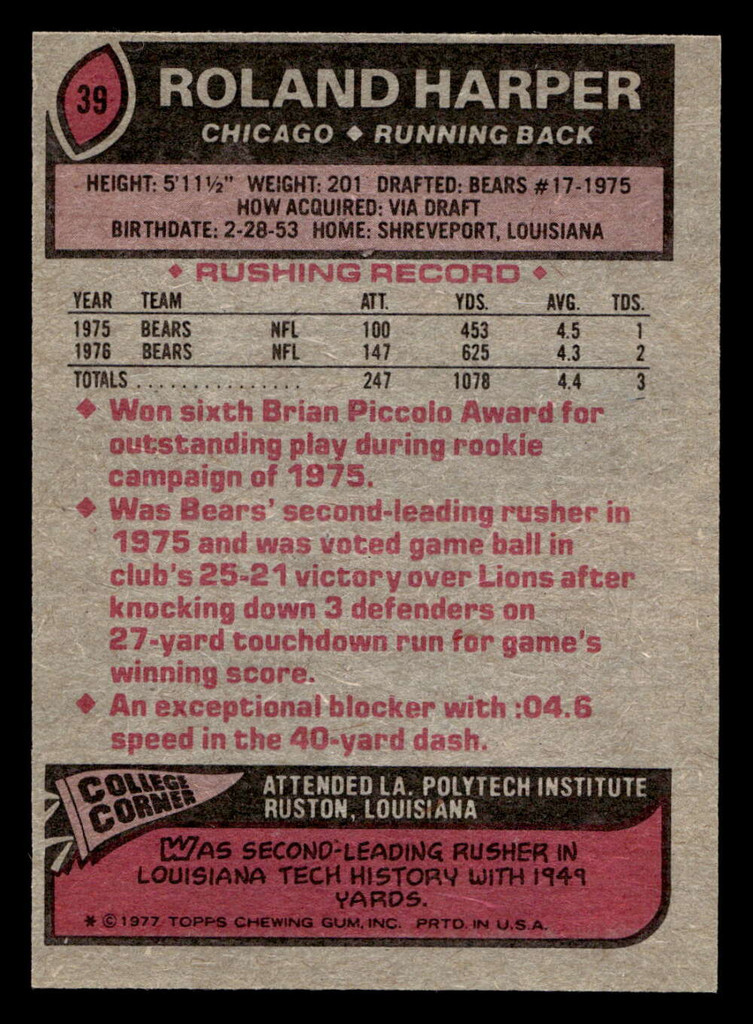 39
ROLAND HARPER
CHICAGO ◆ RUNNING BACK
HEIGHT: 5'11½" WEIGHT: 201 DRAFTED: BEARS #17-1975
HOW ACQUIRED: VIA DRAFT
BIRTHDATE: 2-28-53 HOME: SHREVEPORT, LOUISIANA
◆ RUSHING RECORD ◆
YEAR TEAM ATT. YDS. AVG. TDS.
1975 BEARS NFL 100 453 4.5 1
1976 BEARS NFL 147 625 4.3 2
TOTALS . . . . . . . . . . . . . . . 247 1078 4.4 3
◆ Won sixth Brian Piccolo Award for
outstanding play during rookie
campaign of 1975.
◆ Was Bears' second-leading rusher in
1975 and was voted game ball in
club's 25-21 victory over Lions after
knocking down 3 defenders on
27-yard touchdown run for game's
winning score.
◆ An exceptional blocker with :04.6
speed in the 40-yard dash.
COLLEGE
CORNER
ATTENDED LA. POLYTECH INSTITUTE
RUSTON, LOUISIANA
WAS SECOND-LEADING RUSHER IN
LOUISIANA TECH HISTORY WITH 1949
YARDS.
* © 1977 TOPPS CHEWING GUM, INC. PRTD. IN U.S.A.